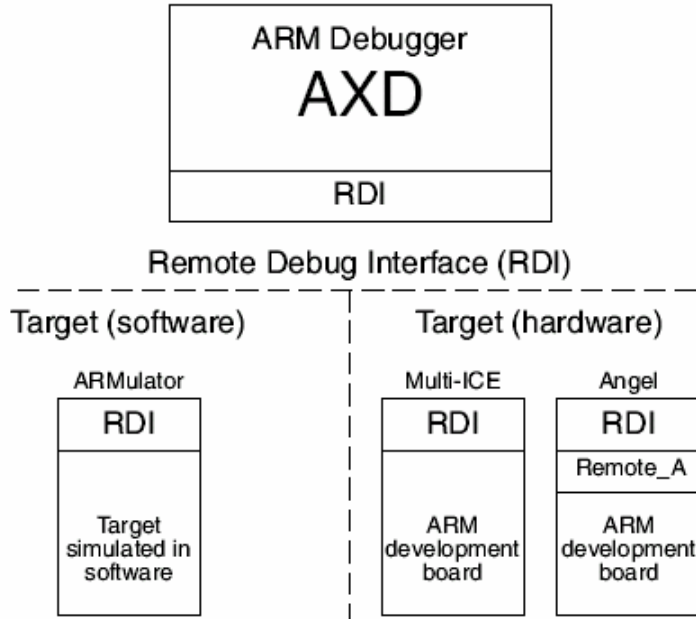 ARM Debugger
AXD
RDI
Remote Debug Interface (RDI)
Target (software)
Target (hardware)
ARMulator
RDI
Target
simulated in
software
Multi-ICE
RDI
ARM
development
board
Angel
RDI
Remote_A
ARM
development
board